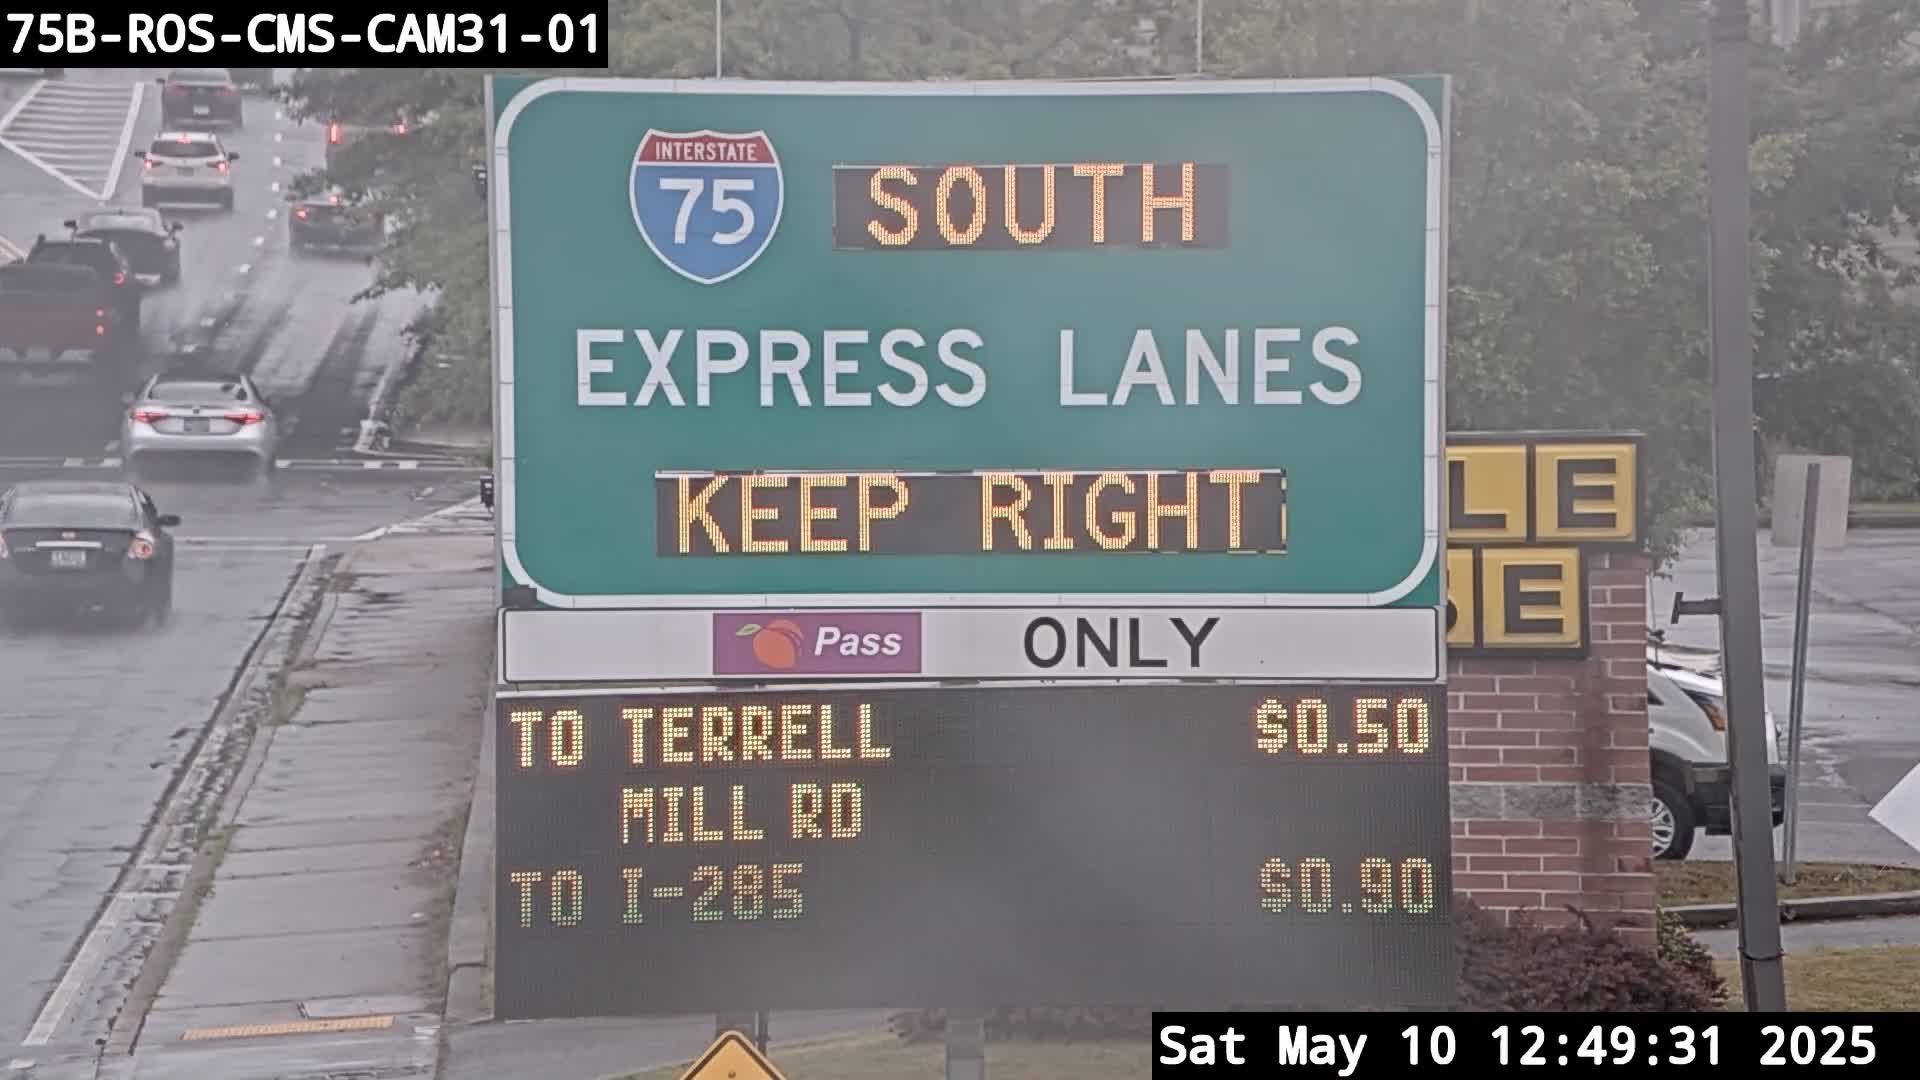 75B-ROS-CMS-CAM31-01
INTERSTATE
75
SOUTH
EXPRESS LANES
KEEP RIGHT
Pass ONLY
TO TERRELL $0.50
MILL RD
TO I-285 $0.90
LE
E
Sat May 10 12:49:31 2025